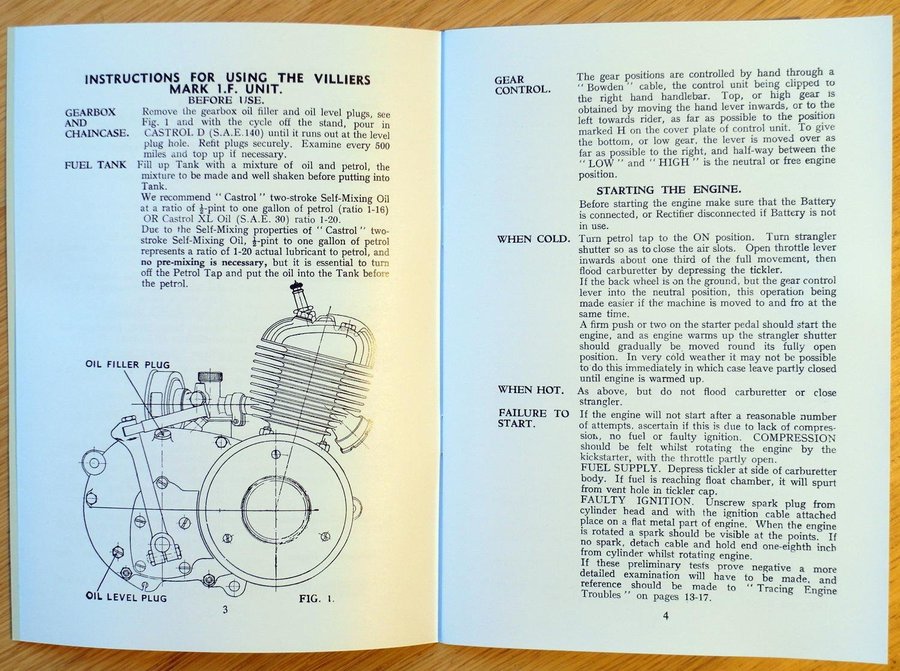 INSTRUCTIONS FOR USING THE VILLIERS
MARK 1.F. UNIT.
BEFORE USE.
GEARBOX AND CHAINCASE.
Remove the gearbox oil filler and oil level plugs, see
Fig. 1 and with the cycle off the stand, pour in
CASTROL D (S.A.E.140) until it runs out at the level
plug hole. Refit plugs securely. Examine every 500
miles and top up if necessary.
FUEL TANK Fill up Tank with a mixture of oil and petrol, the
mixture to be made and well shaken before putting into
Tank.
We recommend "Castrol" two-stroke Self-Mixing Oil
at a ratio of ½-pint to one gallon of petrol (ratio 1-16)
OR Castrol XL Oil (S.A.E. 30) ratio 1-20.
Due to the Self-Mixing properties of "Castrol" two-
stroke Self-Mixing Oil, ½-pint to one gallon of petrol
represents a ratio of 1-20 actual lubricant to petrol, and
no pre-mixing is necessary, but it is essential to turn
off the Petrol Tap and put the oil into the Tank before
the petrol.
OIL FILLER PLUG
OIL LEVEL PLUG
FIG. 1.
3
GEAR CONTROL.
The gear positions are controlled by hand through a
"Bowden" cable, the control unit being clipped to
the right hand handlebar. Top, or high gear is
obtained by moving the hand lever inwards, or to the
left towards rider, as far as possible to the position
marked H on the cover plate of control unit. To give
the bottom, or low gear, the lever is moved over as
far as possible to the right, and half-way between the
"LOW" and "HIGH" is the neutral or free engine
position.
STARTING THE ENGINE.
Before starting the engine make sure that the Battery
is connected, or Rectifier disconnected if Battery is not
in use.
WHEN COLD. Turn petrol tap to the ON position. Turn strangler
shutter so as to close the air slots. Open throttle lever
inwards about one third of the full movement, then
flood carburetter by depressing the tickler.
If the back wheel is on the ground, but the gear control
lever into the neutral position, this operation being
made easier if the machine is moved to and fro at the
same time.
A firm push or two on the starter pedal should start the
engine, and as engine warms up the strangler shutter
should gradually be moved round its fully open
position. In very cold weather it may not be possible
to do this immediately in which case leave partly closed
until engine is warmed up.
WHEN HOT. As above, but do not flood carburetter or close
strangler.
FAILURE TO START.
If the engine will not start after a reasonable number
of attempts, ascertain if this is due to lack of compres-
sion, no fuel or faulty ignition. COMPRESSION
should be felt whilst rotating the engine by the
kickstarter, with the throttle partly open.
FUEL SUPPLY. Depress tickler at side of carburetter
body. If fuel is reaching float chamber, it will spurt
from vent hole in tickler cap.
FAULTY IGNITION. Unscrew spark plug from
cylinder head and with the ignition cable attached
place on a flat metal part of engine. When the engine
is rotated a spark should be visible at the points. If
no spark, detach cable and hold end one-eighth inch
from cylinder whilst rotating engine.
If these preliminary tests prove negative a more
detailed examination will have to be made, and
reference should be made to "Tracing Engine
Troubles" on pages 13-17.
4